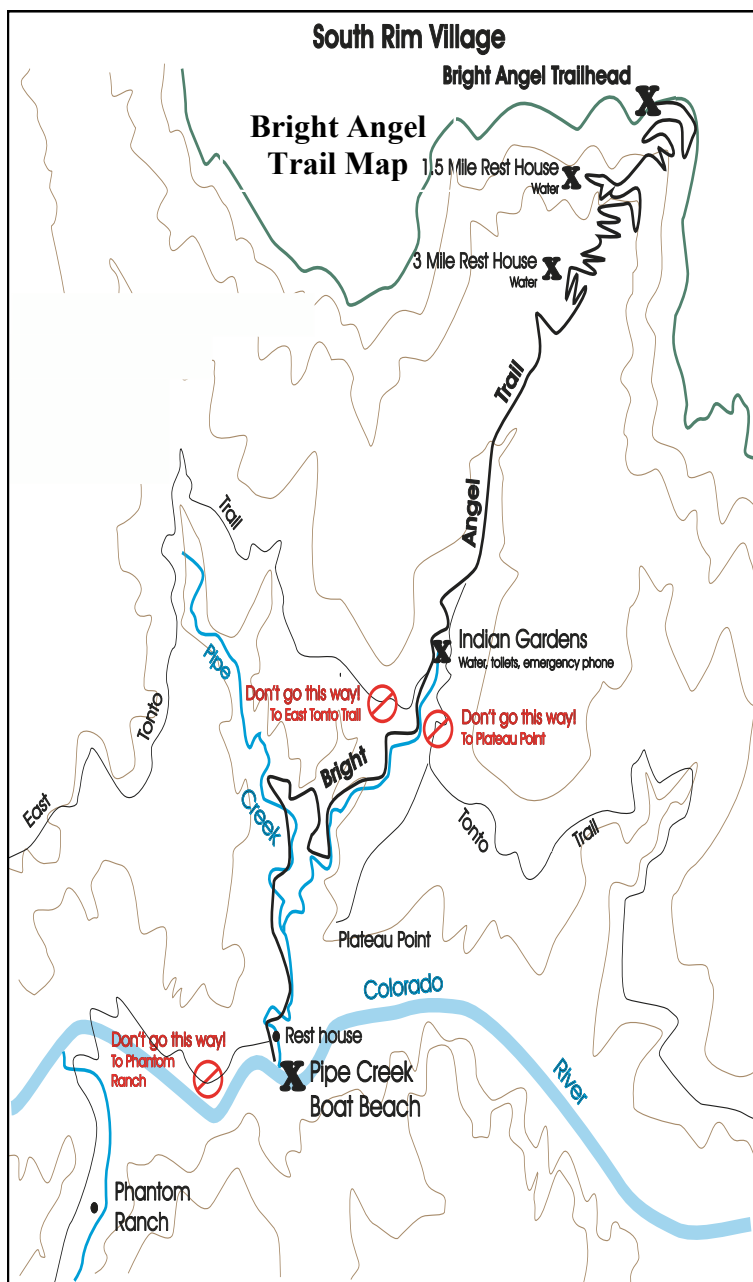 South Rim Village
Bright Angel Trailhead
Bright Angel
Trail Map
1.5 Mile Rest House
Water
3 Mile Rest House
Water
Trail
Angel
Trail
Indian Gardens
Water, toilets, emergency phone
Pipe
Don't go this way!
To East Tonto Trail
Don't go this way!
To Plateau Point
Tonto
Bright
East
Creek
Tonto
Trail
Plateau Point
Colorado
Don't go this way!
To Phantom
Ranch
Rest house
Pipe Creek
Boat Beach
River
Phantom
Ranch